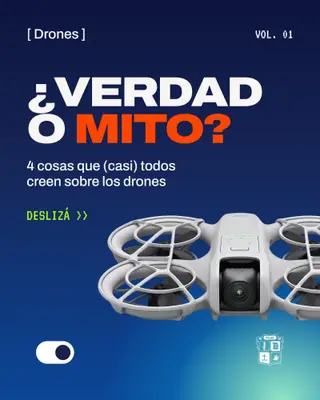 [ Drones ]
VOL. 01
¿VERDAD
O MITO?
4 cosas que (casi) todos
creen sobre los drones
DESLIZÁ >>